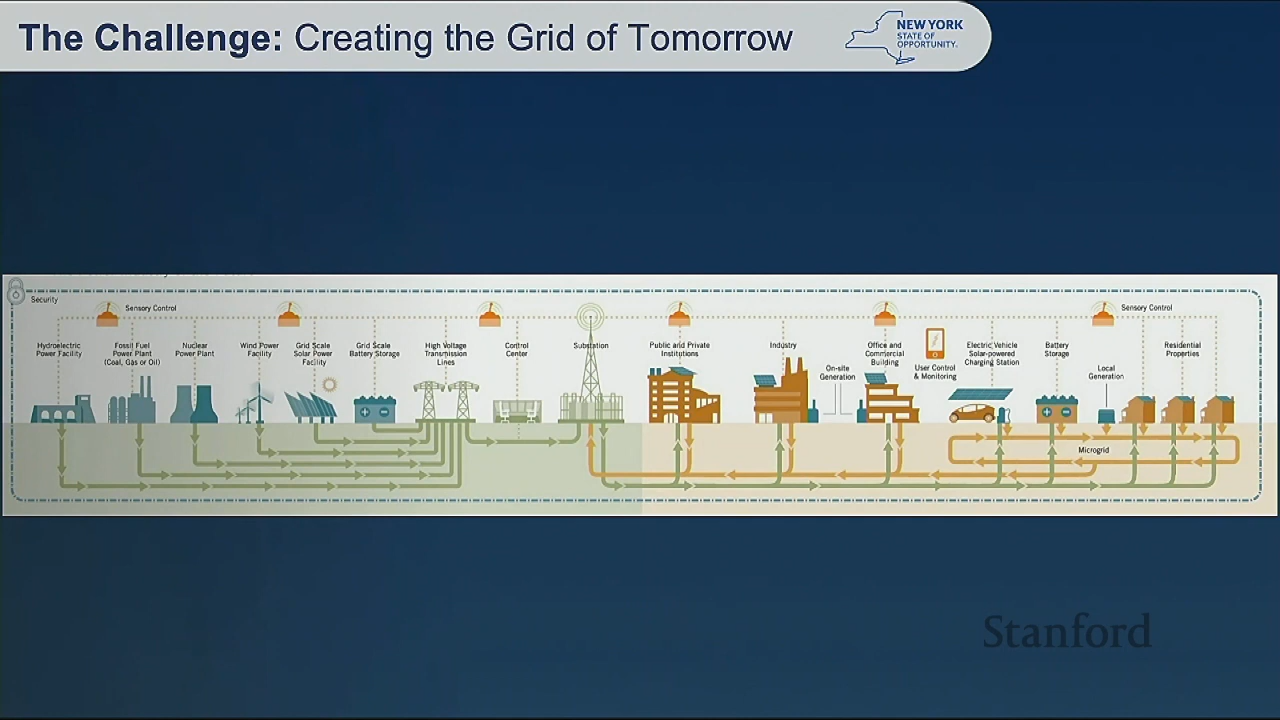 The Challenge: Creating the Grid of Tomorrow
NEW YORK
STATE OF
OPPORTUNITY.
Security
Sensory Control
Sensory Control
Hydroelectric
Power Facility
Fossil Fuel
Power Plant
(Coal, Gas or Oil)
Nuclear
Power Plant
Wind Power
Facility
Grid Scale
Solar Power
Facility
Grid Scale
Battery Storage
High Voltage
Transmission
Lines
Control
Center
Substation
Public and Private
Institutions
Industry
On-site
Generation
Office and
Commercial
Building
User Control
& Monitoring
Electric Vehicle
Solar-powered
Charging Station
Battery
Storage
Local
Generation
Residential
Properties
Microgrid
Stanford